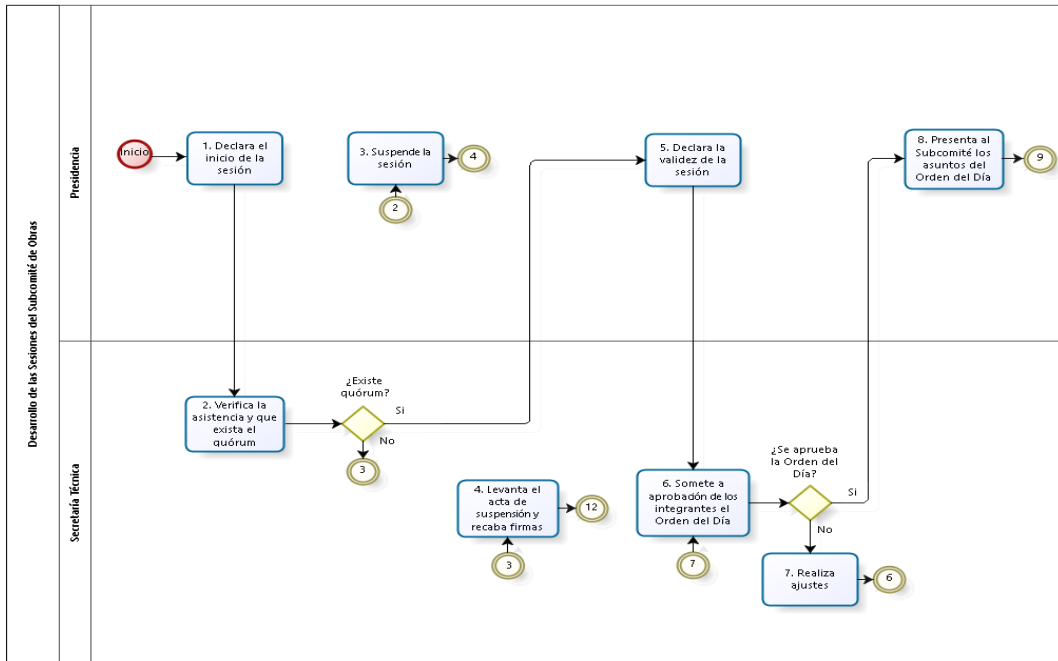 Desarrollo de las Sesiones del Subcomité de Obras
Presidencia
Inicio
1. Declara el
inicio de la
sesión
3. Suspende la
sesión
4
2
5. Declara la
validez de la
sesión
8. Presenta al
Subcomité los
asuntos del
Orden del Día
9
Secretaría Técnica
2. Verifica la
asistencia y que
exista el
quórum
¿Existe
quórum?
Si
No
3
4. Levanta el
acta de
suspensión y
recaba firmas
12
3
6. Somete a
aprobación de los
integrantes el
Orden del Día
7
¿Se aprueba
la Orden del
Día?
Si
No
7. Realiza
ajustes
6